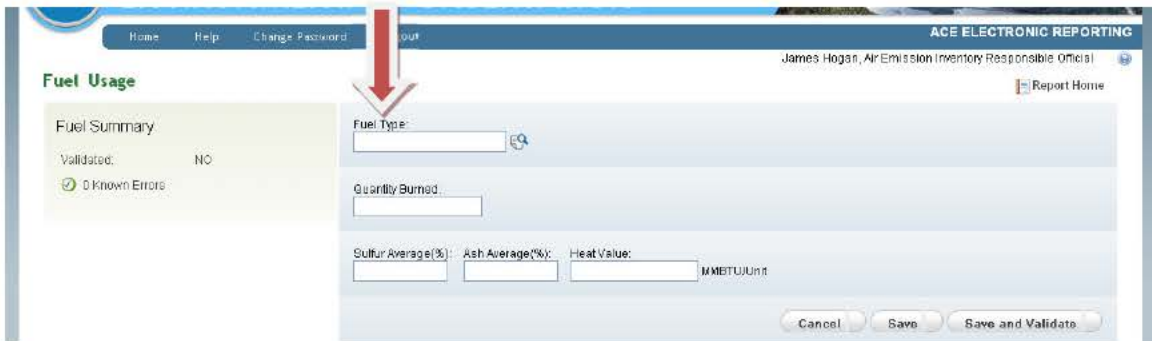 Home Help Change Password
ACE ELECTRONIC REPORTING
James Hogan, Air Emission Inventory Responsible Official
Fuel Usage
Report Home
Fuel Summary
Validated: NO
0 Known Errors
Fuel Type:
Quantity Burned:
Sulfur Average(%): Ash Average(%): Heat Value:
MMBTU/Unit
Cancel Save Save and Validate